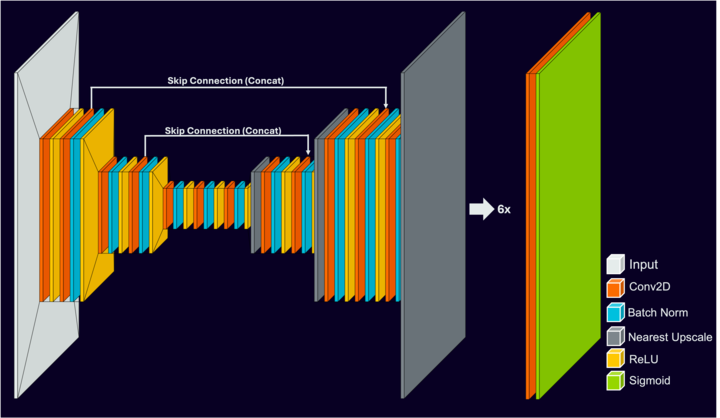 Skip Connection (Concat)
Skip Connection (Concat)
6x
Input
Conv2D
Batch Norm
Nearest Upscale
ReLU
Sigmoid